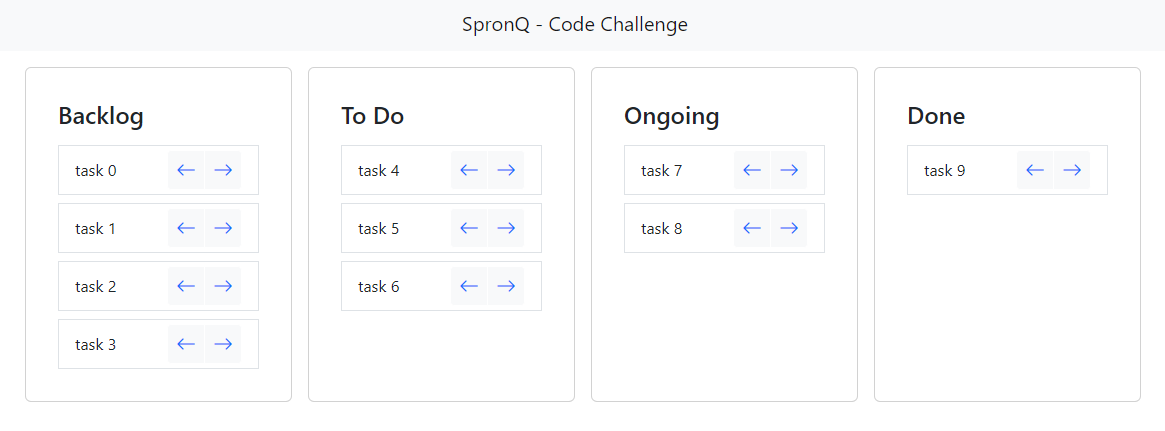 SpronQ - Code Challenge
Backlog
task 0
task 1
task 2
task 3
To Do
task 4
task 5
task 6
Ongoing
task 7
task 8
Done
task 9